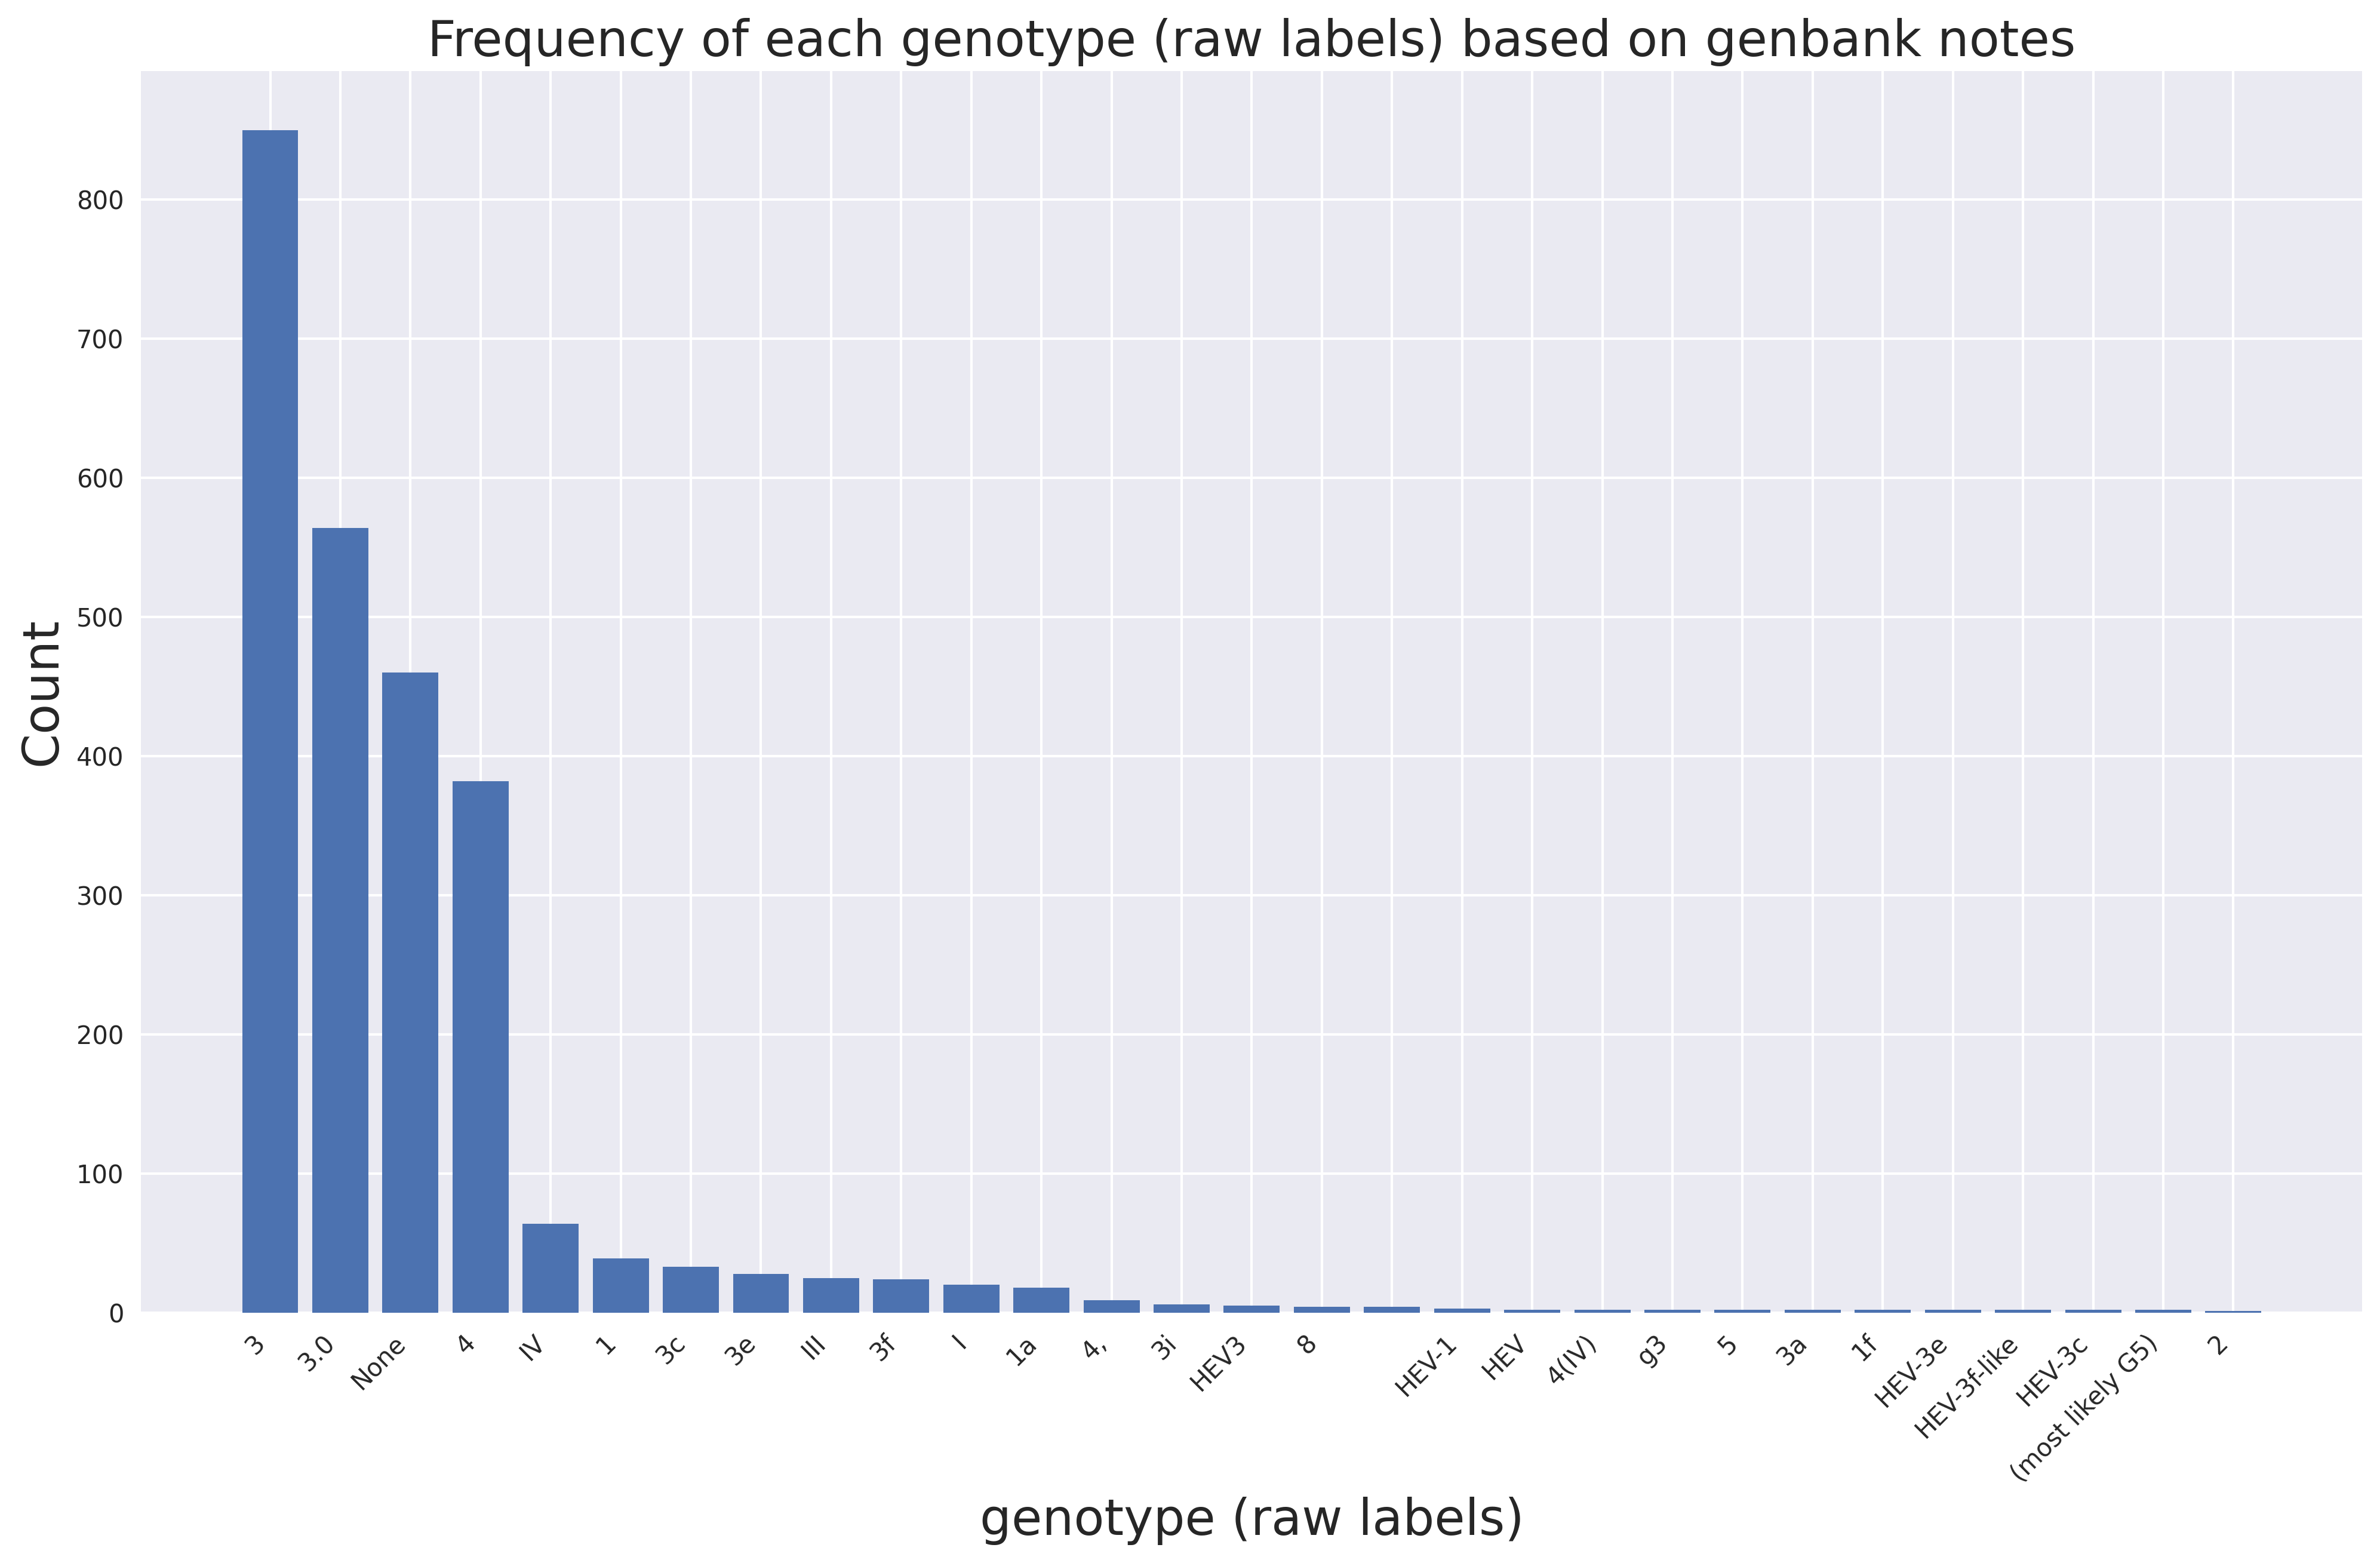 Frequency of each genotype (raw labels) based on genbank notes
Count
800
700
600
500
400
300
200
100
0
3
3.0
None
4
IV
1
3c
3e
III
3f
I
1a
4,
3i
HEV3
8
HEV-1
HEV
4(IV)
g3
5
3a
1f
HEV-3e
HEV-3f-like
HEV-3c
(most likely G5)
2
genotype (raw labels)